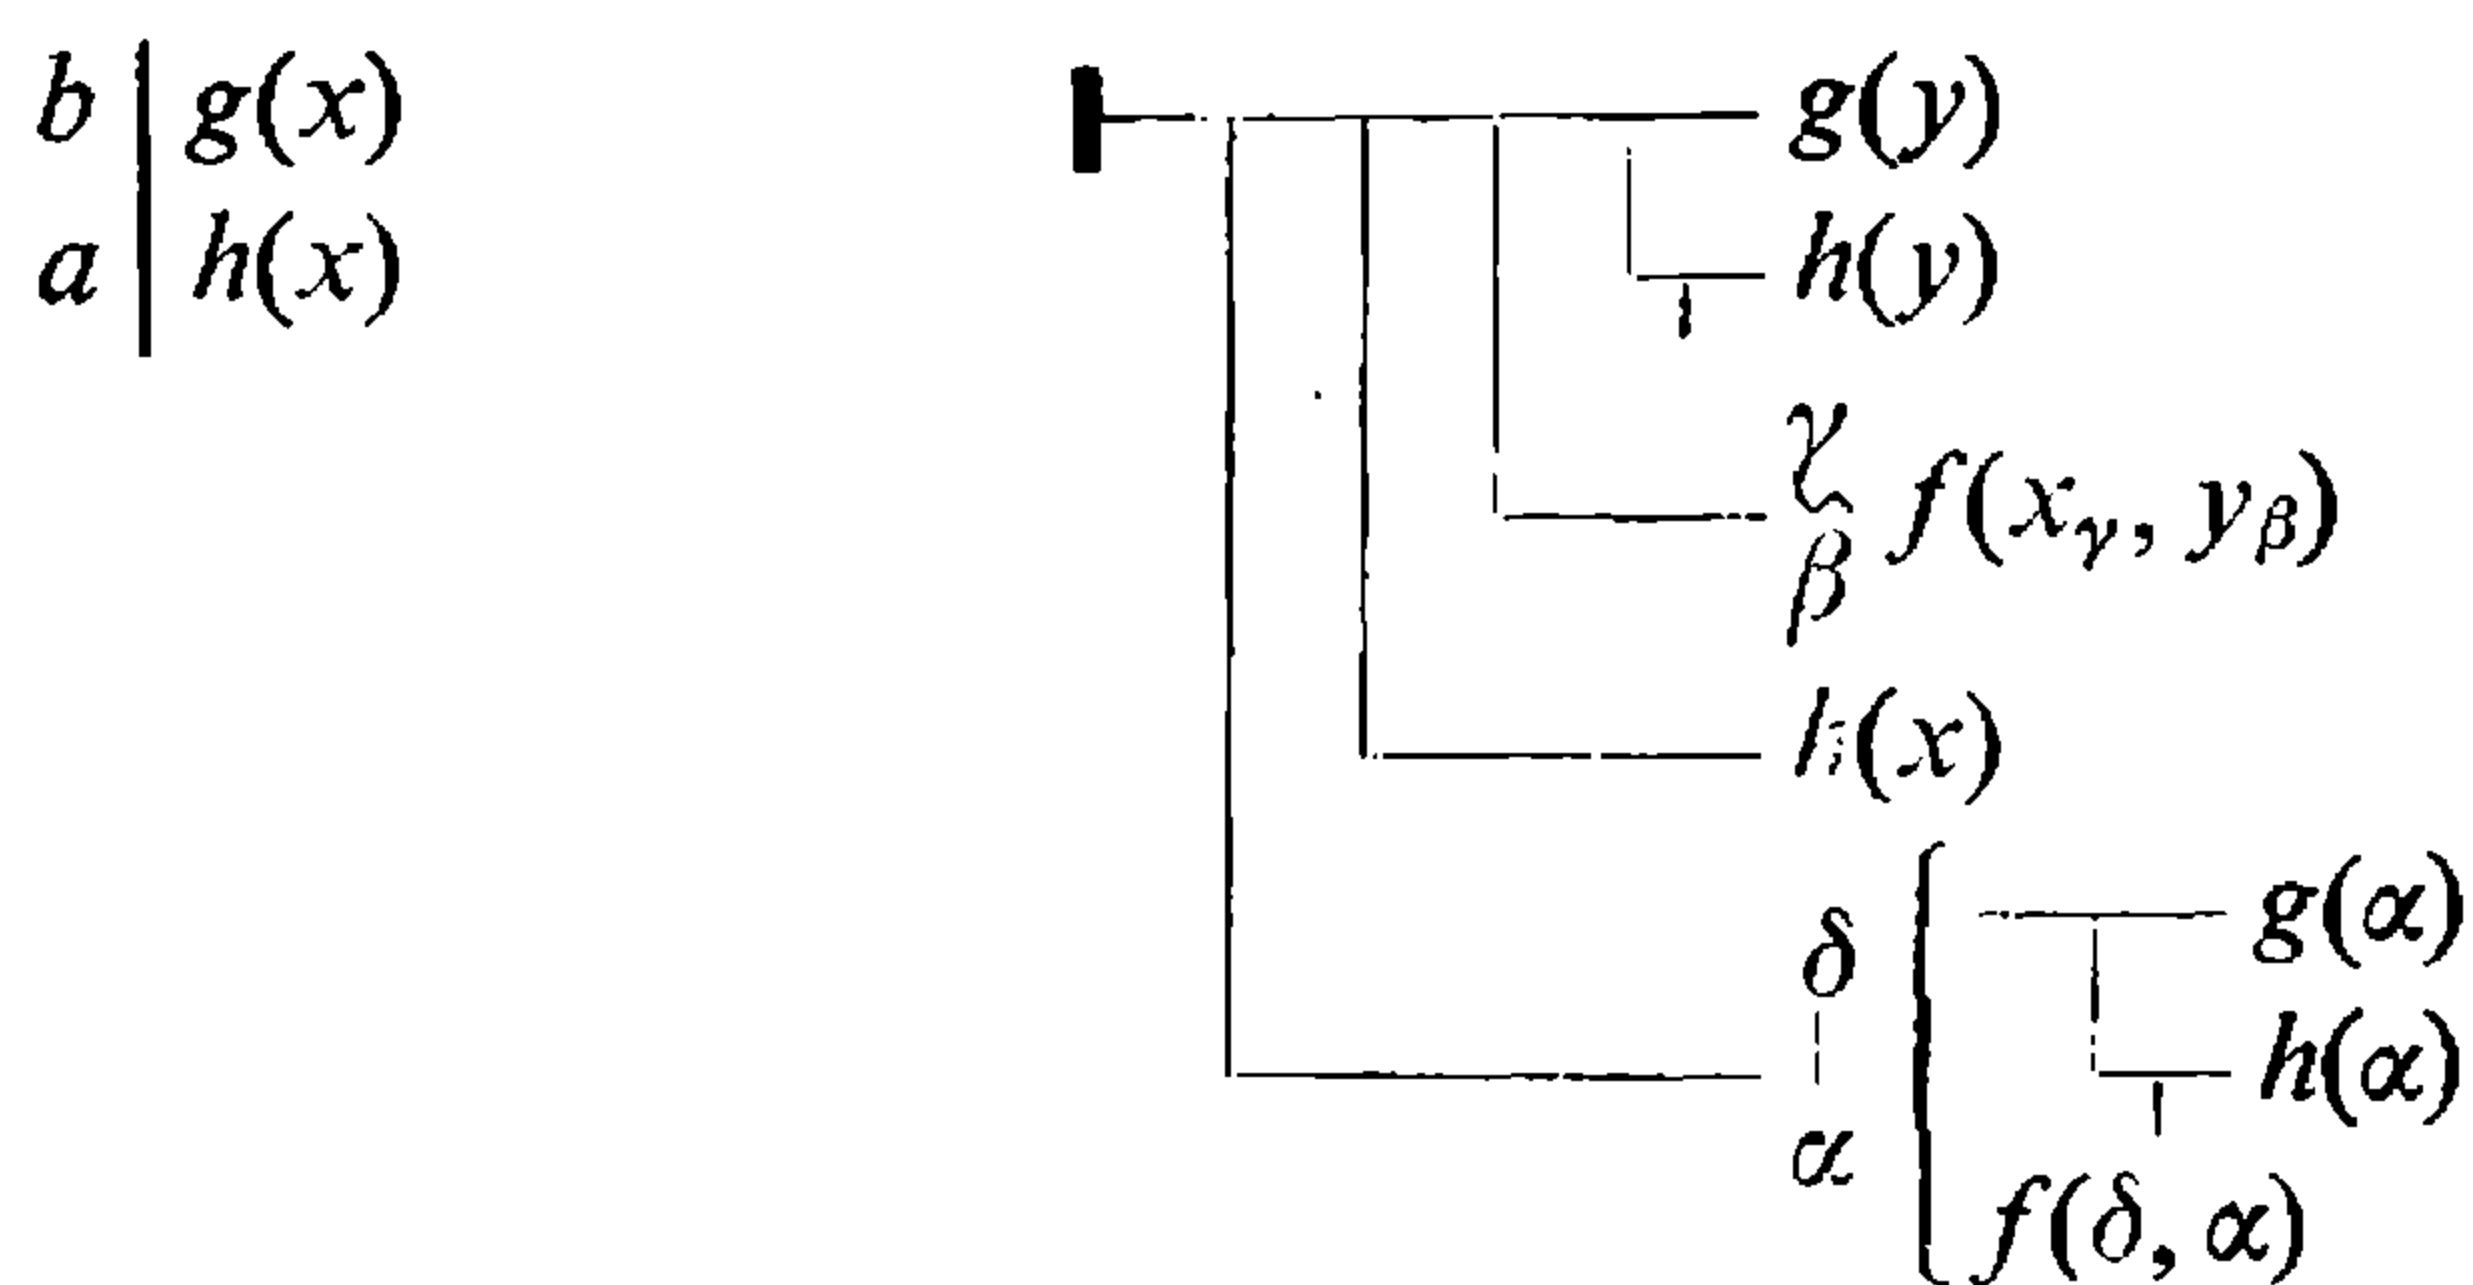 b | g(x)
a | h(x)
g(y)
h(y)
γ
f(x_γ, y_β)
β
h(x)
g(α)
δ
h(α)
α
f(δ, α)